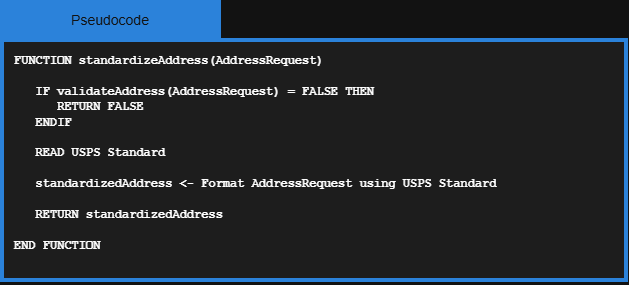 Pseudocode
FUNCTION standardizeAddress(AddressRequest)
IF validateAddress(AddressRequest) = FALSE THEN
RETURN FALSE
ENDIF
READ USPS Standard
standardizedAddress <- Format AddressRequest using USPS Standard
RETURN standardizedAddress
END FUNCTION